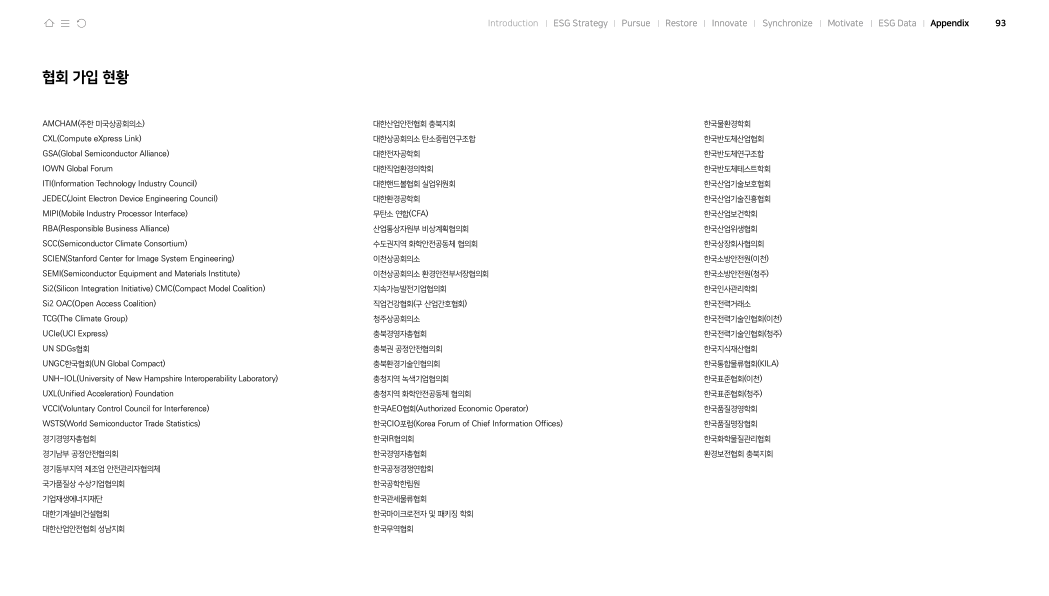 Introduction | ESG Strategy | Pursue | Restore | Innovate | Synchronize | Motivate | ESG Data | Appendix 93
협회 가입 현황
AMCHAM(주한 미국상공회의소)
CXL(Compute eXpress Link)
GSA(Global Semiconductor Alliance)
IOWN Global Forum
ITI(Information Technology Industry Council)
JEDEC(Joint Electron Device Engineering Council)
MIPI(Mobile Industry Processor Interface)
RBA(Responsible Business Alliance)
SCC(Semiconductor Climate Consortium)
SCIEN(Stanford Center for Image System Engineering)
SEMI(Semiconductor Equipment and Materials Institute)
Si2(Silicon Integration Initiative) CMC(Compact Model Coalition)
Si2 OAC(Open Access Coalition)
TCG(The Climate Group)
UCIe(UCI Express)
UN SDGs협회
UNGC한국협회(UN Global Compact)
UNH-IOL(University of New Hampshire Interoperability Laboratory)
UXL(Unified Acceleration) Foundation
VCCI(Voluntary Control Council for Interference)
WSTS(World Semiconductor Trade Statistics)
경기경영자총협회
경기남부 공정안전협의회
경기동부지역 제조업 안전관리자협의체
국가품질상 수상기업협의회
기업재생에너지재단
대한기계설비건설협회
대한산업안전협회 성남지회
대한산업안전협회 충북지회
대한상공회의소 탄소중립연구조합
대한전자공학회
대한직업환경의학회
대한핸드볼협회 실업위원회
대한환경공학회
무탄소 연합(CFA)
산업통상자원부 비상계획협의회
수도권지역 화학안전공동체 협의회
이천상공회의소
이천상공회의소 환경안전부서장협의회
지속가능발전기업협의회
직업건강협회(구 산업간호협회)
청주상공회의소
충북경영자총협회
충북권 공정안전협의회
충북환경기술인협의회
충청지역 녹색기업협의회
충청지역 화학안전공동체 협의회
한국AEO협회(Authorized Economic Operator)
한국CIO포럼(Korea Forum of Chief Information Offices)
한국IR협의회
한국경영자총협회
한국공정경쟁연합회
한국공학한림원
한국관세물류협회
한국마이크로전자 및 패키징 학회
한국무역협회
한국물환경학회
한국반도체산업협회
한국반도체연구조합
한국반도체테스트학회
한국산업기술보호협회
한국산업기술진흥협회
한국산업보건학회
한국산업위생협회
한국상장회사협의회
한국소방안전원(이천)
한국소방안전원(청주)
한국인사관리학회
한국전력거래소
한국전력기술인협회(이천)
한국전력기술인협회(청주)
한국지식재산협회
한국통합물류협회(KILA)
한국표준협회(이천)
한국표준협회(청주)
한국품질경영학회
한국품질명장협회
한국화학물질관리협회
환경보전협회 충북지회